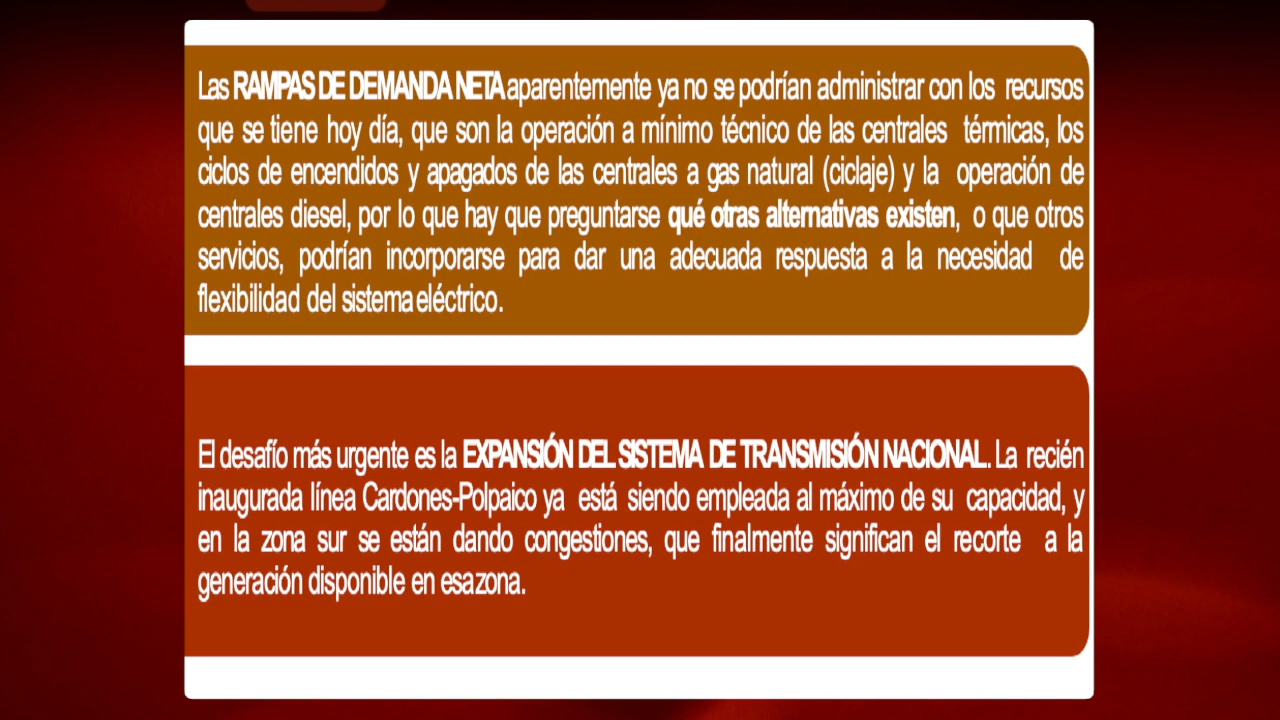 Las RAMPAS DE DEMANDA NETA aparentemente ya no se podrían administrar con los recursos
que se tiene hoy día, que son la operación a mínimo técnico de las centrales térmicas, los
ciclos de encendidos y apagados de las centrales a gas natural (ciclaje) y la operación de
centrales diesel, por lo que hay que preguntarse qué otras alternativas existen, o que otros
servicios, podrían incorporarse para dar una adecuada respuesta a la necesidad de
flexibilidad del sistema eléctrico.
El desafío más urgente es la EXPANSIÓN DEL SISTEMA DE TRANSMISIÓN NACIONAL. La recién
inaugurada línea Cardones-Polpaico ya está siendo empleada al máximo de su capacidad, y
en la zona sur se están dando congestiones, que finalmente significan el recorte a la
generación disponible en esa zona.